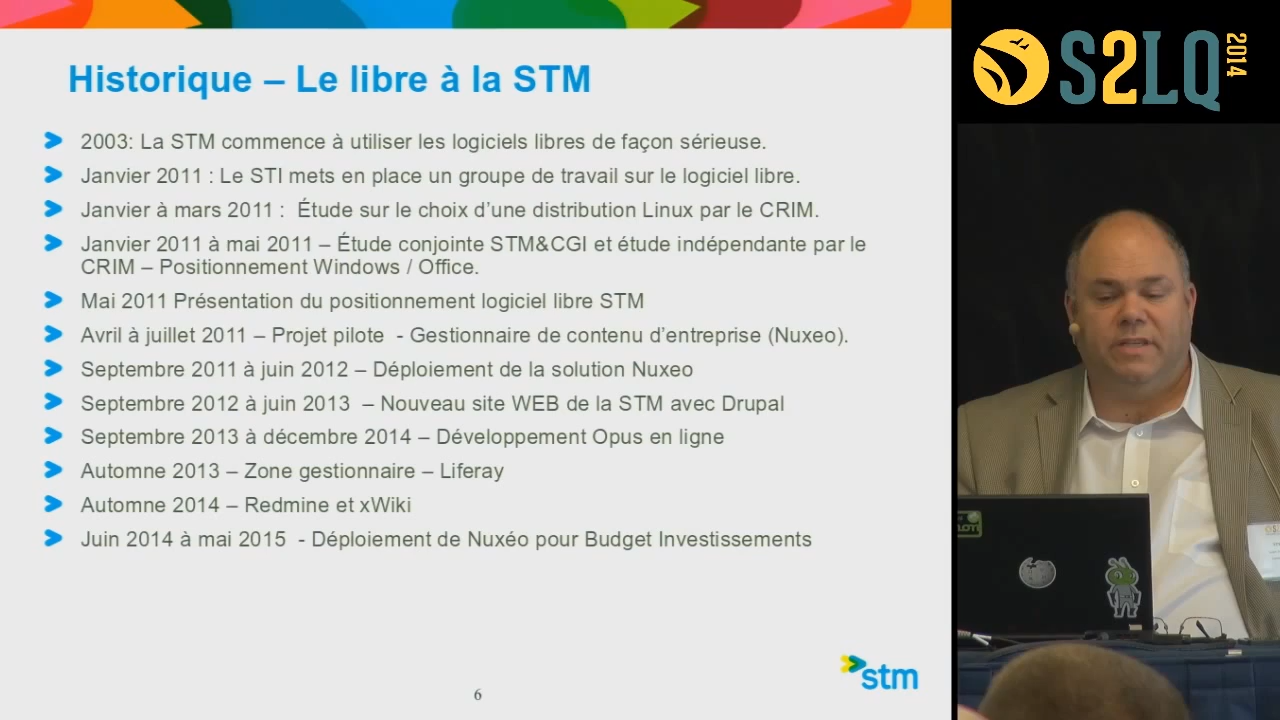 Historique – Le libre à la STM
2003: La STM commence à utiliser les logiciels libres de façon sérieuse.
Janvier 2011 : Le STI mets en place un groupe de travail sur le logiciel libre.
Janvier à mars 2011 :  Étude sur le choix d'une distribution Linux par le CRIM.
Janvier 2011 à mai 2011 – Étude conjointe STM&CGI et étude indépendante par le
CRIM – Positionnement Windows / Office.
Mai 2011 Présentation du positionnement logiciel libre STM
Avril à juillet 2011 – Projet pilote  - Gestionnaire de contenu d'entreprise (Nuxeo).
Septembre 2011 à juin 2012 – Déploiement de la solution Nuxeo
Septembre 2012 à juin 2013  – Nouveau site WEB de la STM avec Drupal
Septembre 2013 à décembre 2014 – Développement Opus en ligne
Automne 2013 – Zone gestionnaire – Liferay
Automne 2014 – Redmine et xWiki
Juin 2014 à mai 2015  - Déploiement de Nuxéo pour Budget Investissements
stm
6
S2LQ
2014